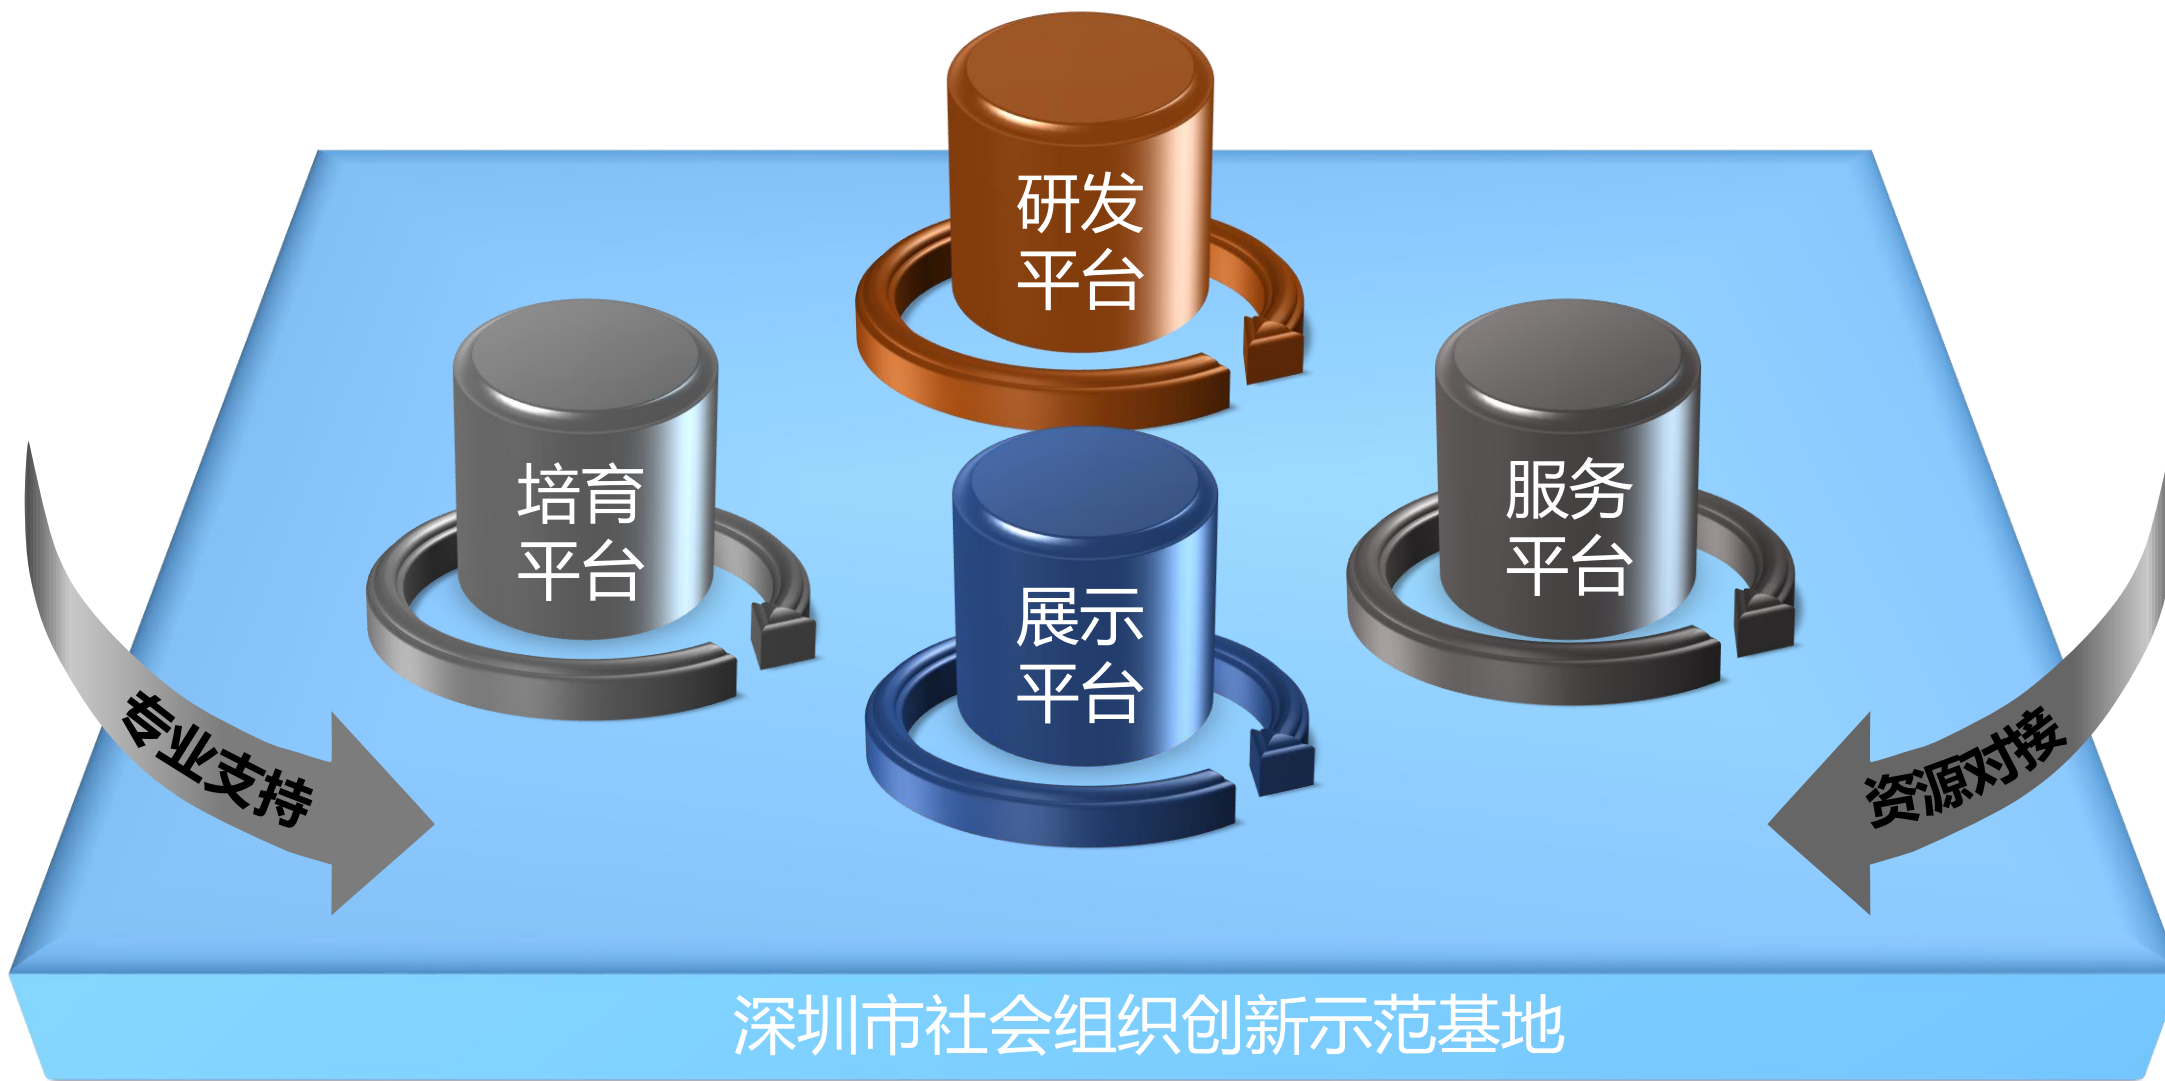 研发
平台
培育
平台
服务
平台
展示
平台
专业支持
资源对接
深圳市社会组织创新示范基地